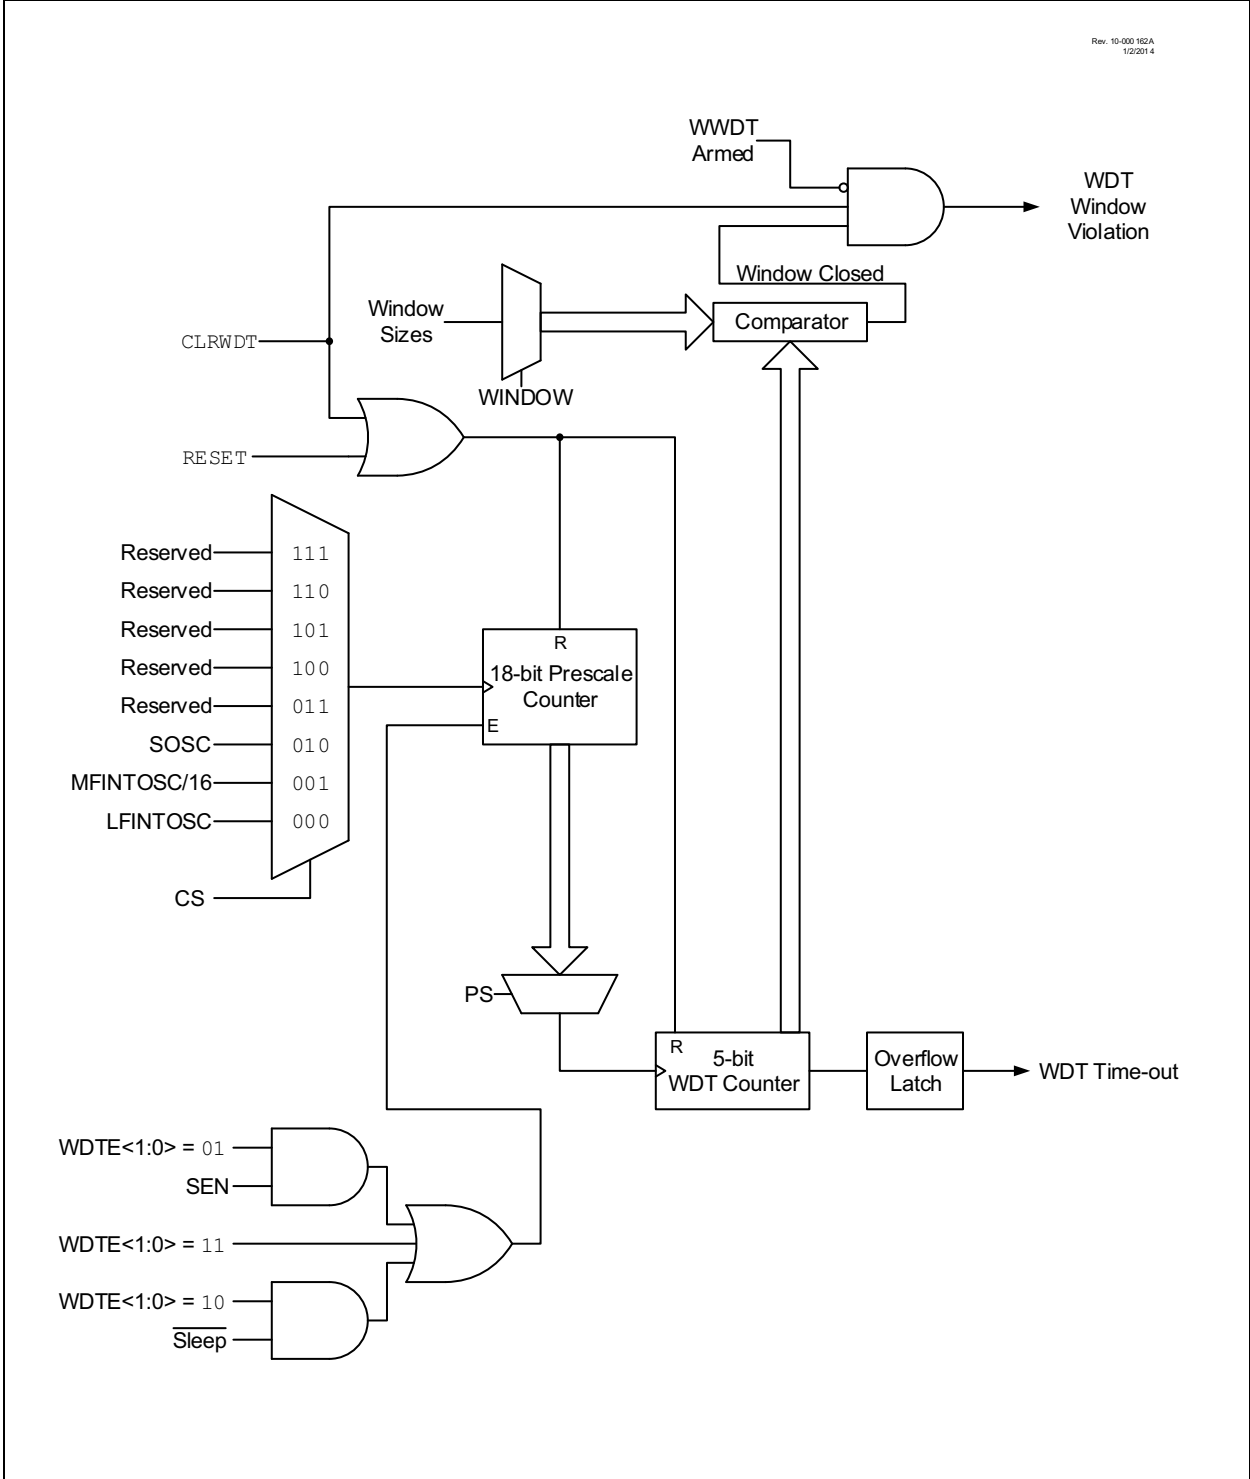 Rev. 10-000 162A
1/2/201 4
WWDT
Armed
WDT
Window
Violation
Window Closed
Window
Sizes
Comparator
CLRWDT
WINDOW
RESET
Reserved 111
Reserved 110
Reserved 101
Reserved 100
Reserved 011
SOSC 010
MFINTOSC/16 001
LFINTOSC 000
CS
R
18-bit Prescale
Counter
E
PS
R
5-bit
WDT Counter
Overflow
Latch
WDT Time-out
WDTE<1:0> = 01
SEN
WDTE<1:0> = 11
WDTE<1:0> = 10
Sleep